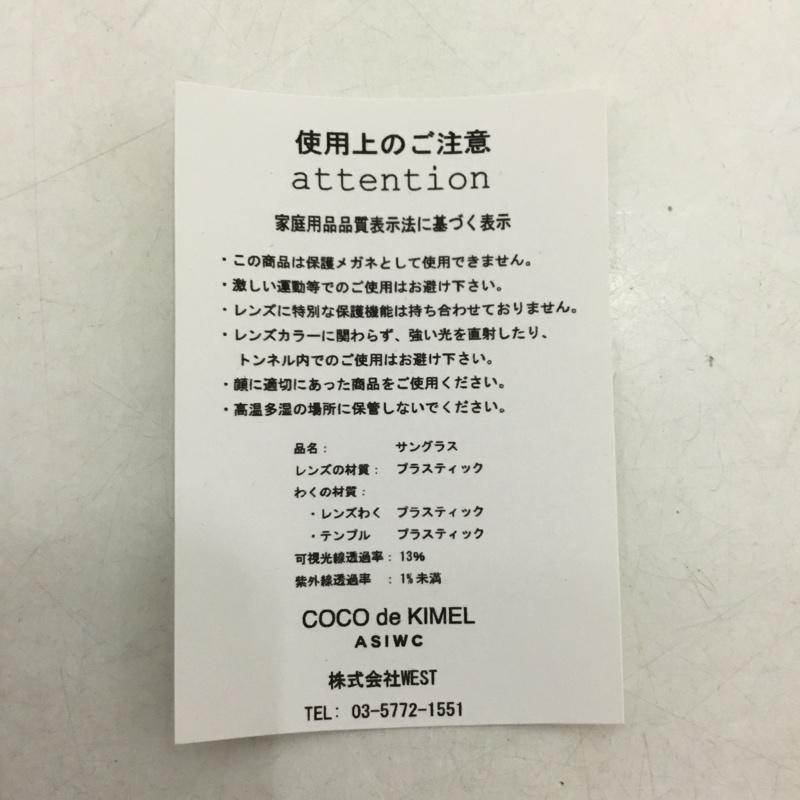 使用上のご注意
attention
家庭用品品質表示法に基づく表示
・この商品は保護メガネとして使用できません。
・激しい運動等でのご使用はお避け下さい。
・レンズに特別な保護機能は持ち合わせておりません。
・レンズカラーに関わらず、強い光を直射したり、
トンネル内でのご使用はお避け下さい。
・顔に適切にあった商品をご使用ください。
・高温多湿の場所に保管しないでください。
品名： サングラス
レンズの材質： プラスティック
わくの材質：
・レンズわく プラスティック
・テンプル プラスティック
可視光線透過率：13%
紫外線透過率 ：1%未満
COCO de KIMEL
ASIWC
株式会社WEST
TEL: 03-5772-1551